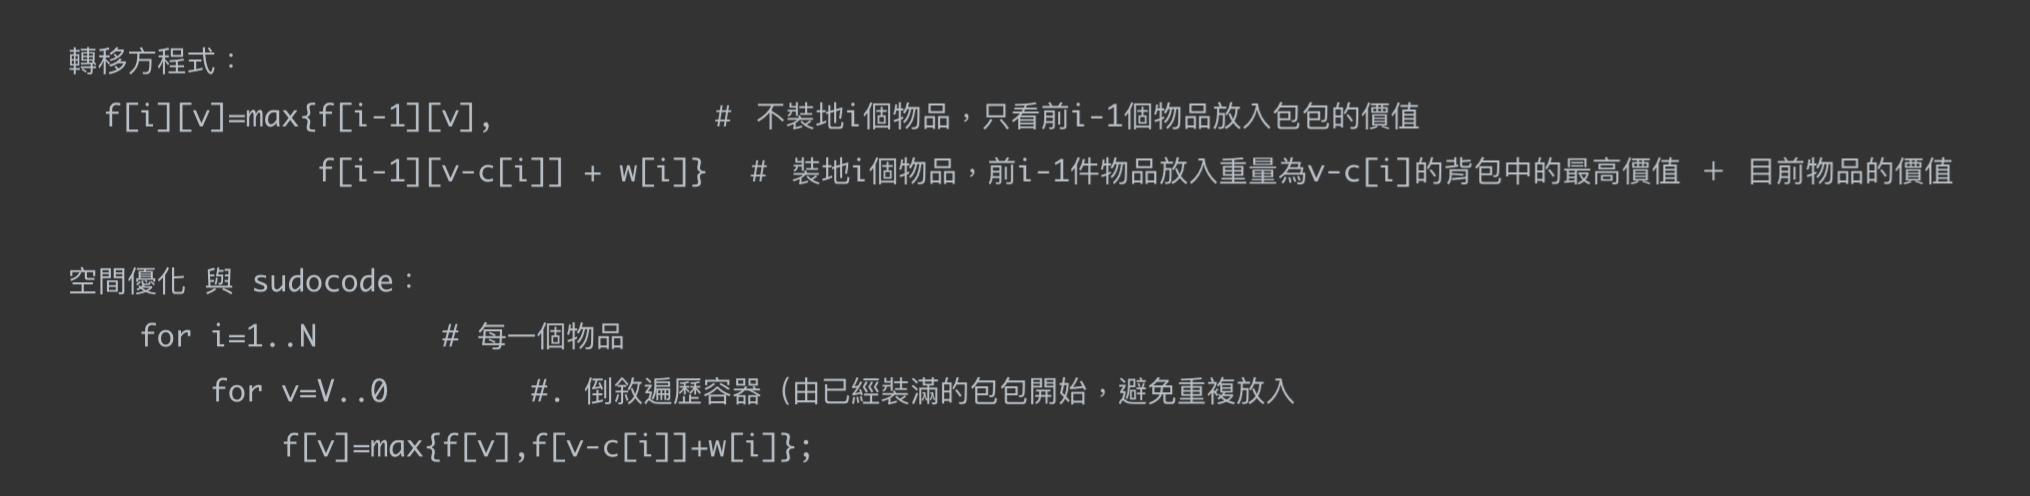 轉移方程式：
f[i][v]=max{f[i-1][v], # 不裝地i個物品，只看前i-1個物品放入包包的價值
f[i-1][v-c[i]] + w[i]} # 裝地i個物品，前i-1件物品放入重量為v-c[i]的背包中的最高價值 ＋ 目前物品的價值
空間優化 與 sudocode：
for i=1..N # 每一個物品
for v=V..0 #. 倒敘遍歷容器（由已經裝滿的包包開始，避免重複放入
f[v]=max{f[v],f[v-c[i]]+w[i]};